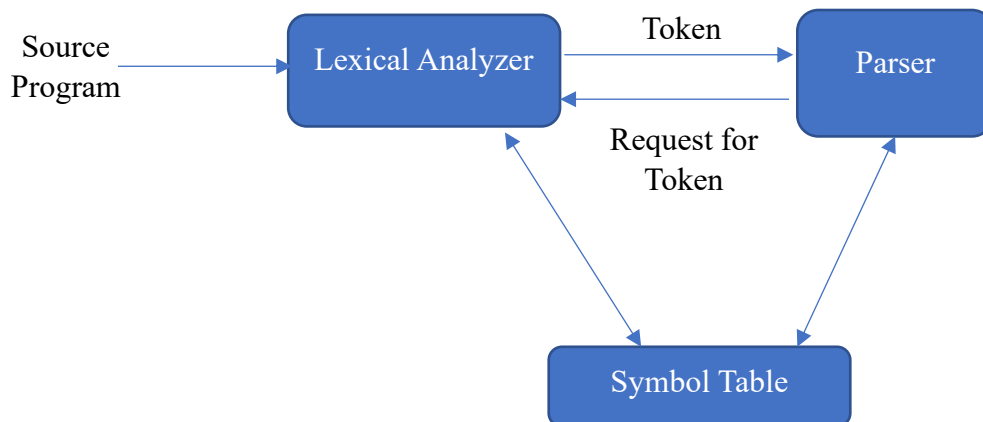 Source
Program
Lexical Analyzer
Token
Parser
Request for
Token
Symbol Table